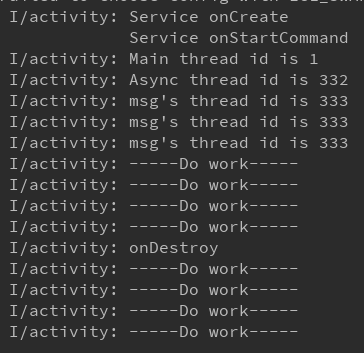 I/activity: Service onCreate
Service onStartCommand
I/activity: Main thread id is 1
I/activity: Async thread id is 332
I/activity: msg's thread id is 333
I/activity: msg's thread id is 333
I/activity: msg's thread id is 333
I/activity: -----Do work-----
I/activity: -----Do work-----
I/activity: -----Do work-----
I/activity: -----Do work-----
I/activity: onDestroy
I/activity: -----Do work-----
I/activity: -----Do work-----
I/activity: -----Do work-----
I/activity: -----Do work-----